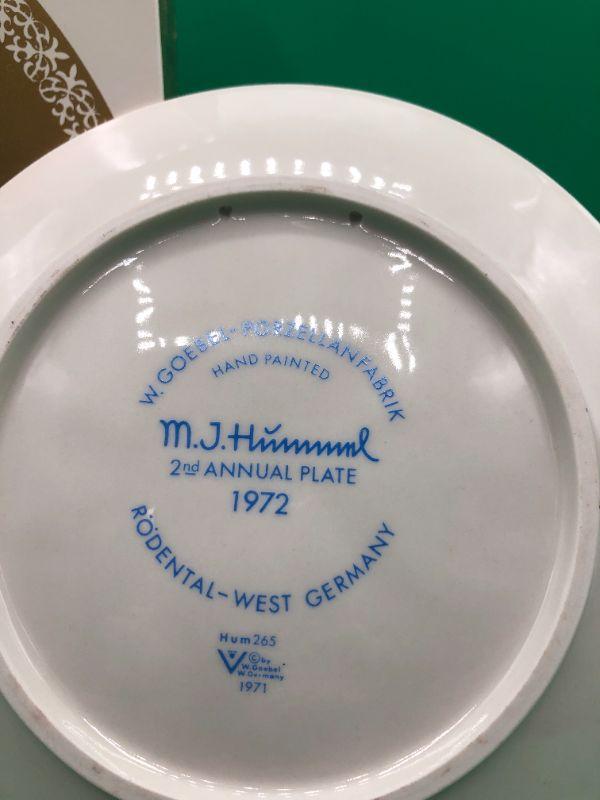 W. GOEBEL-PORZELLANFABRIK
HAND PAINTED
M.J.Hummel
2nd ANNUAL PLATE
1972
RÖDENTAL-WEST GERMANY
Hum 265
© by
W. Goebel
W. Germany
1971